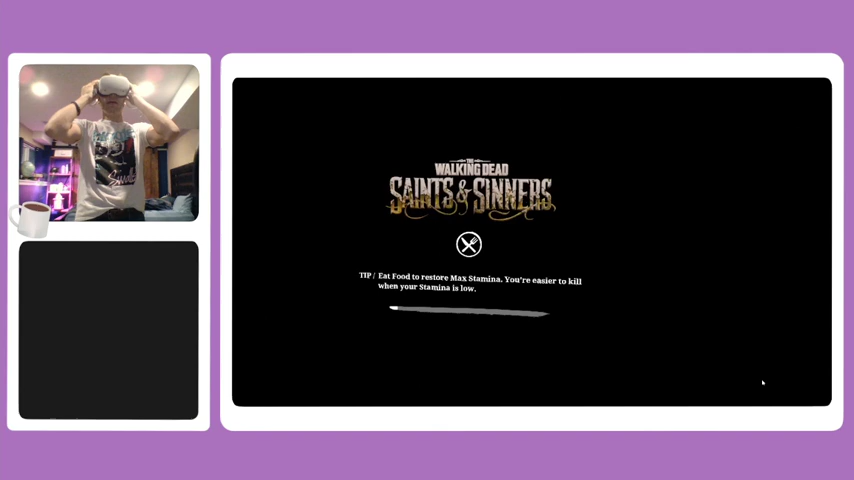 THE
WALKING DEAD
SAINTS & SINNERS
TIP / Eat Food to restore Max Stamina. You're easier to kill
when your Stamina is low.